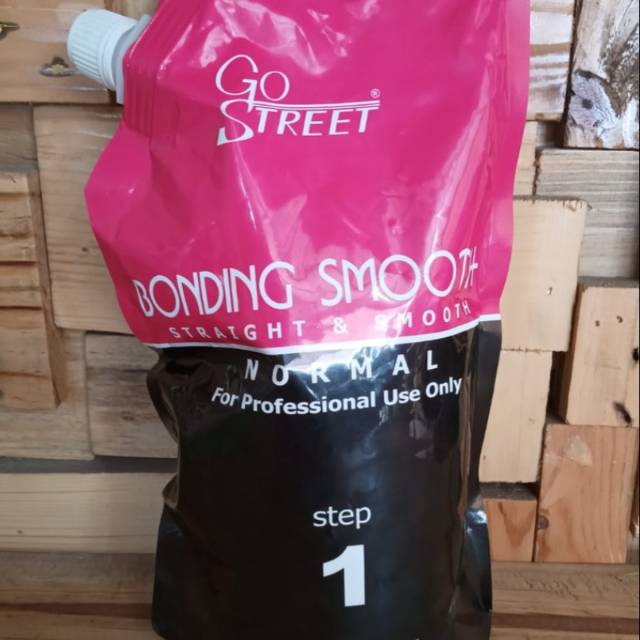 GO
STREET®
BONDING SMOOTH
STRAIGHT & SMOOTH
NORMAL
For Professional Use Only
step
1